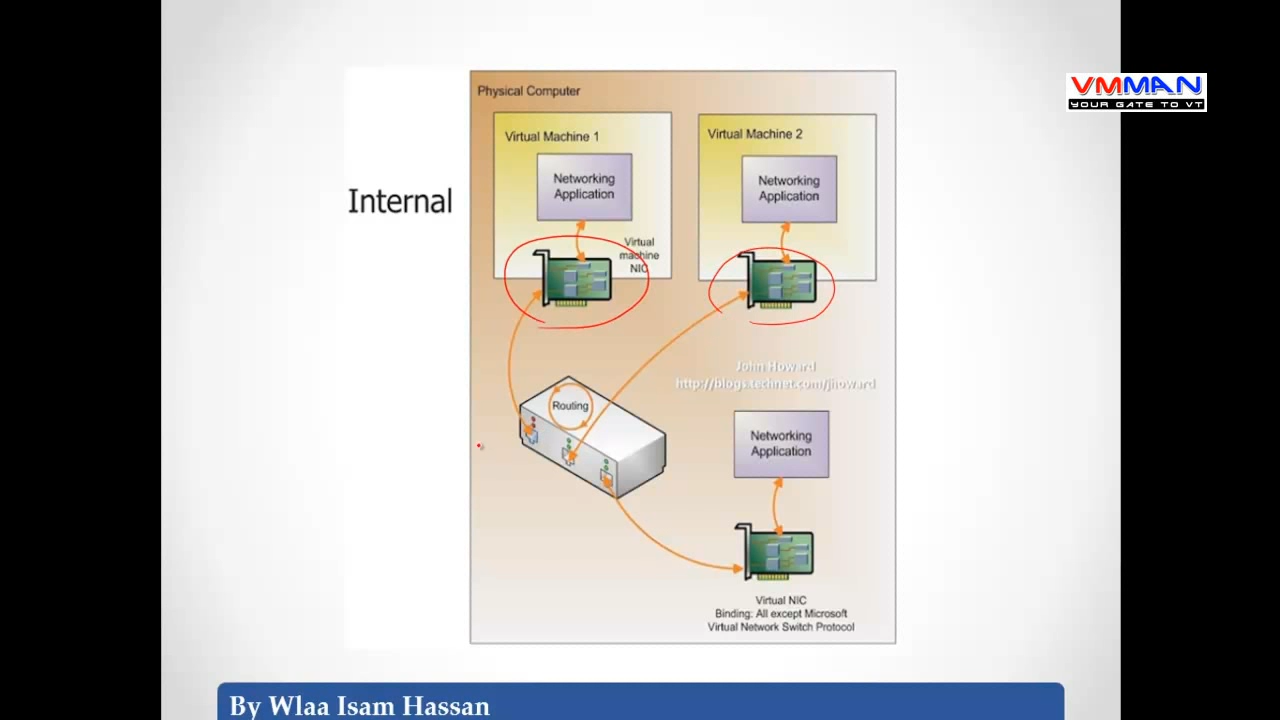 VMMAN
YOUR GATE TO VT
Physical Computer
Virtual Machine 1
Networking
Application
Virtual
machine
NIC
Virtual Machine 2
Networking
Application
Internal
John Howard
http://blogs.technet.com/jhoward
Routing
Networking
Application
Virtual NIC
Binding: All except Microsoft
Virtual Network Switch Protocol
By Wlaa Isam Hassan